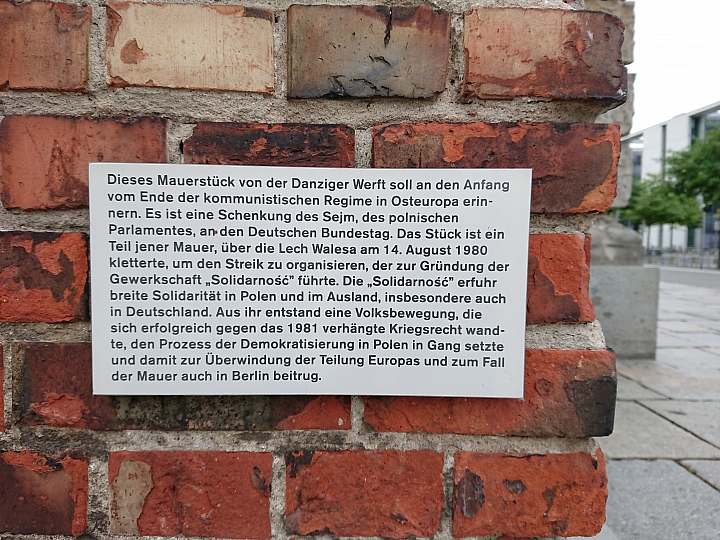 Dieses Mauerstück von der Danziger Werft soll an den Anfang
vom Ende der kommunistischen Regime in Osteuropa erin-
nern. Es ist eine Schenkung des Sejm, des polnischen
Parlamentes, an den Deutschen Bundestag. Das Stück ist ein
Teil jener Mauer, über die Lech Walesa am 14. August 1980
kletterte, um den Streik zu organisieren, der zur Gründung der
Gewerkschaft „Solidarność” führte. Die „Solidarność” erfuhr
breite Solidarität in Polen und im Ausland, insbesondere auch
in Deutschland. Aus ihr entstand eine Volksbewegung, die
sich erfolgreich gegen das 1981 verhängte Kriegsrecht wand-
te, den Prozess der Demokratisierung in Polen in Gang setzte
und damit zur Überwindung der Teilung Europas und zum Fall
der Mauer auch in Berlin beitrug.